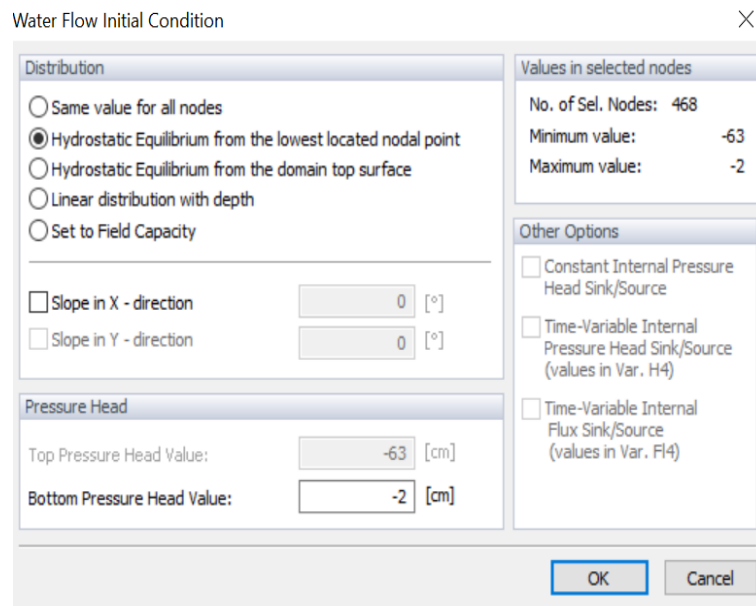 Water Flow Initial Condition
Distribution
Same value for all nodes
Hydrostatic Equilibrium from the lowest located nodal point
Hydrostatic Equilibrium from the domain top surface
Linear distribution with depth
Set to Field Capacity
Slope in X - direction 0 [°]
Slope in Y - direction 0 [°]
Pressure Head
Top Pressure Head Value: -63 [cm]
Bottom Pressure Head Value: -2 [cm]
Values in selected nodes
No. of Sel. Nodes: 468
Minimum value: -63
Maximum value: -2
Other Options
Constant Internal Pressure
Head Sink/Source
Time-Variable Internal
Pressure Head Sink/Source
(values in Var. H4)
Time-Variable Internal
Flux Sink/Source
(values in Var. Fl4)
OK Cancel